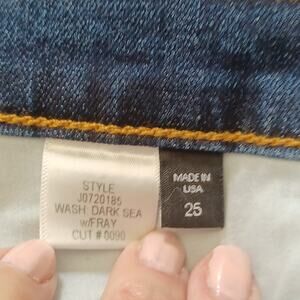 STYLE
J0720185
WASH DARK SEA
w/FRAY
CUT # 0090
MADE IN
USA
25